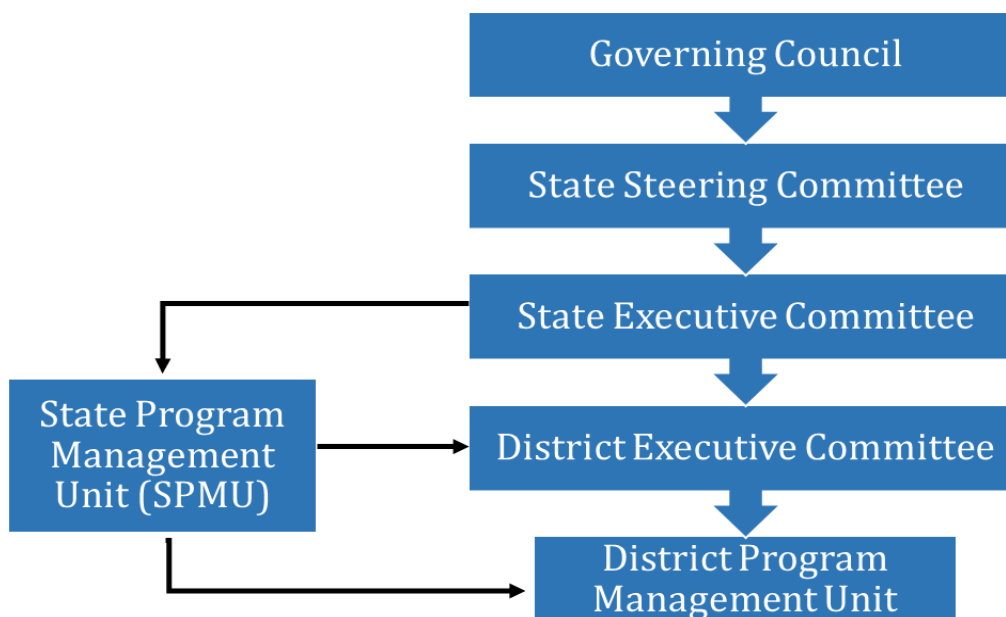 Governing Council
State Steering Committee
State Executive Committee
State Program
Management
Unit (SPMU)
District Executive Committee
District Program
Management Unit